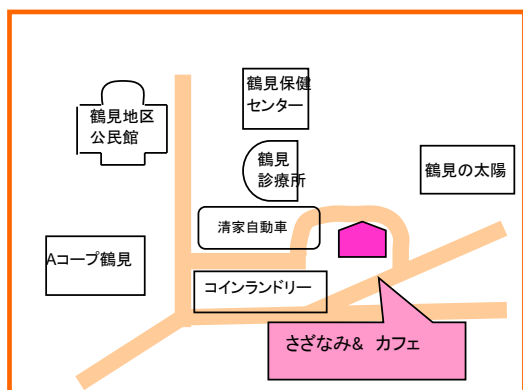 鶴見保健
センター
鶴見地区
公民館
鶴見
診療所
鶴見の太陽
清家自動車
Aコープ鶴見
コインランドリー
さざなみ& カフェ